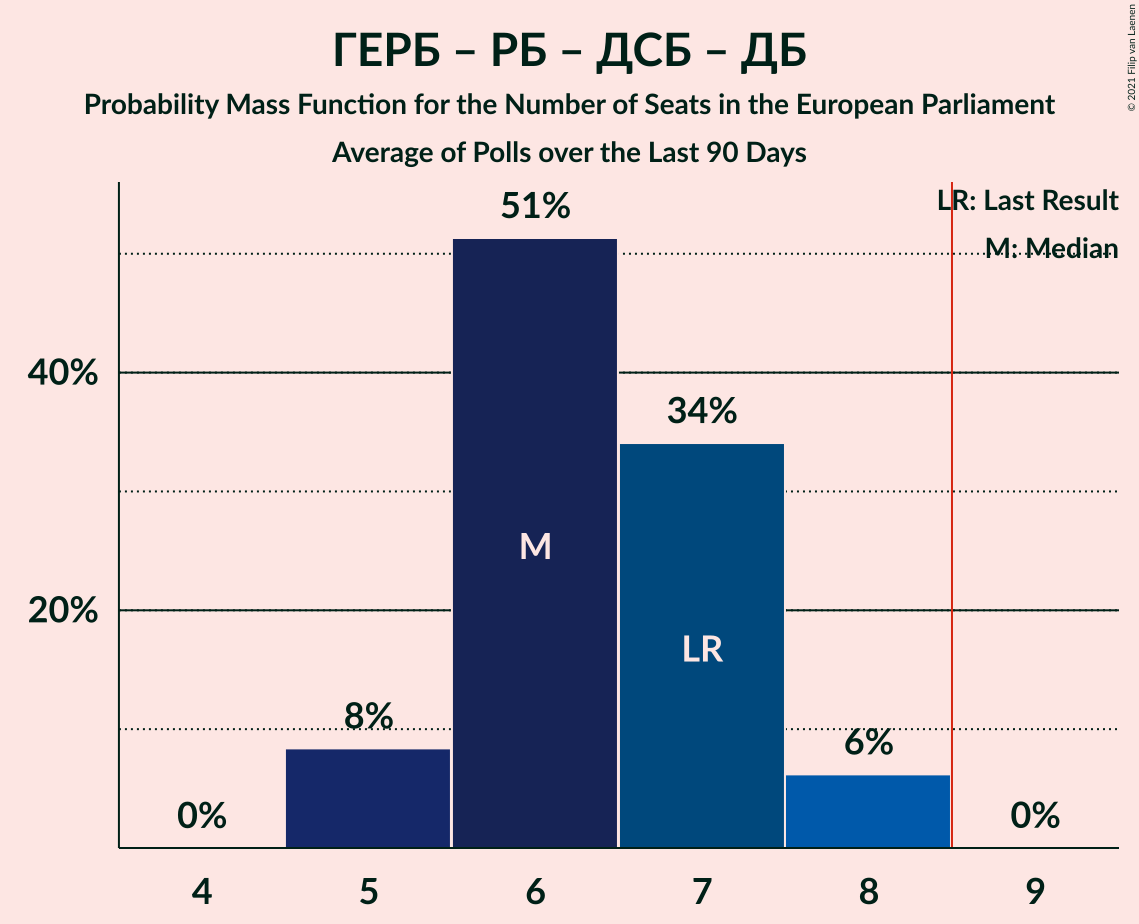 ГЕРБ – РБ – ДСБ – ДБ
Probability Mass Function for the Number of Seats in the European Parliament
Average of Polls over the Last 90 Days
© 2021 Filip van Laenen
LR: Last Result
M: Median
51%
40%
34%
M
20%
LR
8%
6%
0%
0%
4
5
6
7
8
9